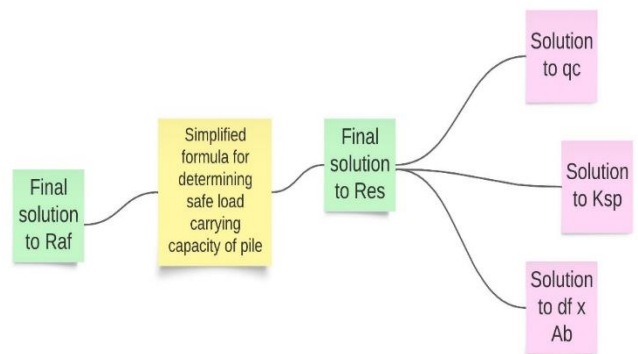 Final
solution
to Raf
Simplified
formula for
determining
safe load
carrying
capacity of pile
Final
solution
to Res
Solution
to qc
Solution
to Ksp
Solution
to df x
Ab